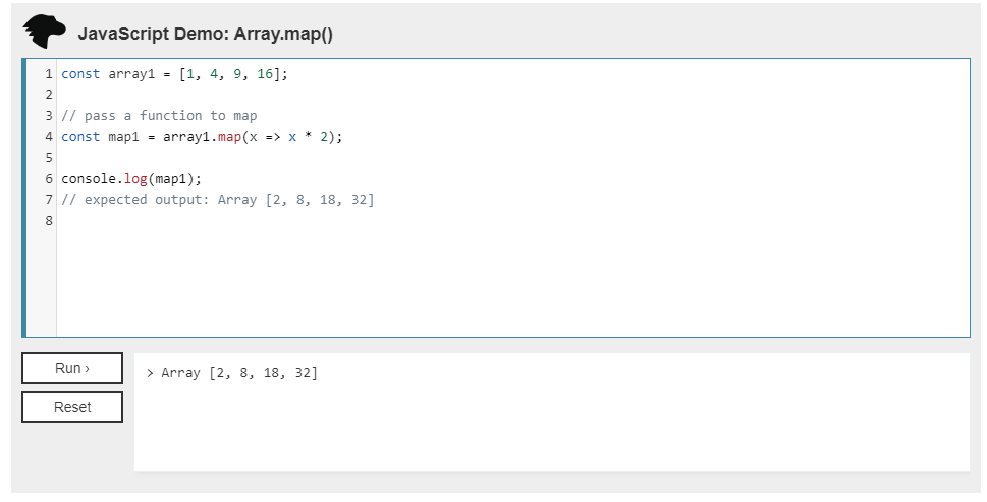 JavaScript Demo: Array.map()
1 const array1 = [1, 4, 9, 16];
2
3 // pass a function to map
4 const map1 = array1.map(x => x * 2);
5
6 console.log(map1);
7 // expected output: Array [2, 8, 18, 32]
8
Run ›
> Array [2, 8, 18, 32]
Reset